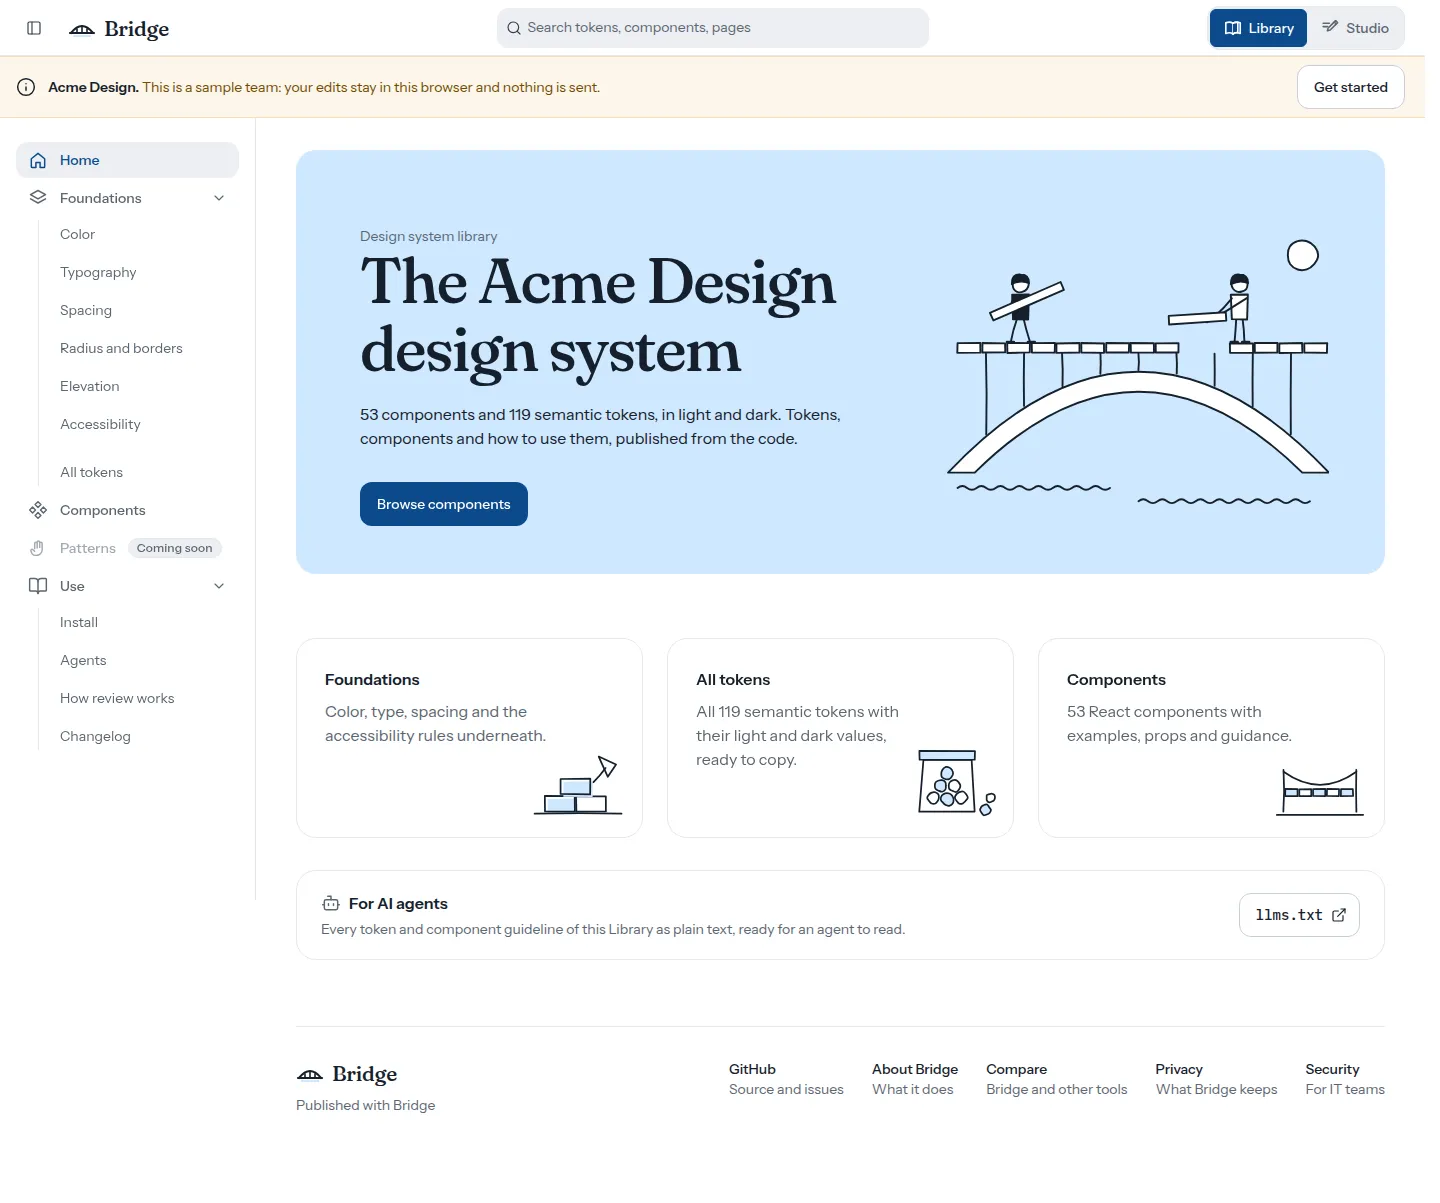 Bridge
Search tokens, components, pages
Library
Studio
Acme Design. This is a sample team: your edits stay in this browser and nothing is sent.
Get started
Home
Foundations
Color
Typography
Spacing
Radius and borders
Elevation
Accessibility
All tokens
Components
Patterns
Coming soon
Use
Install
Agents
How review works
Changelog
Design system library
The Acme Design
design system
53 components and 119 semantic tokens, in light and dark. Tokens,
components and how to use them, published from the code.
Browse components
Foundations
Color, type, spacing and the
accessibility rules underneath.
All tokens
All 119 semantic tokens with
their light and dark values,
ready to copy.
Components
53 React components with
examples, props and guidance.
For AI agents
Every token and component guideline of this Library as plain text, ready for an agent to read.
llms.txt
Bridge
Published with Bridge
GitHub
Source and issues
About Bridge
What it does
Compare
Bridge and other tools
Privacy
What Bridge keeps
Security
For IT teams